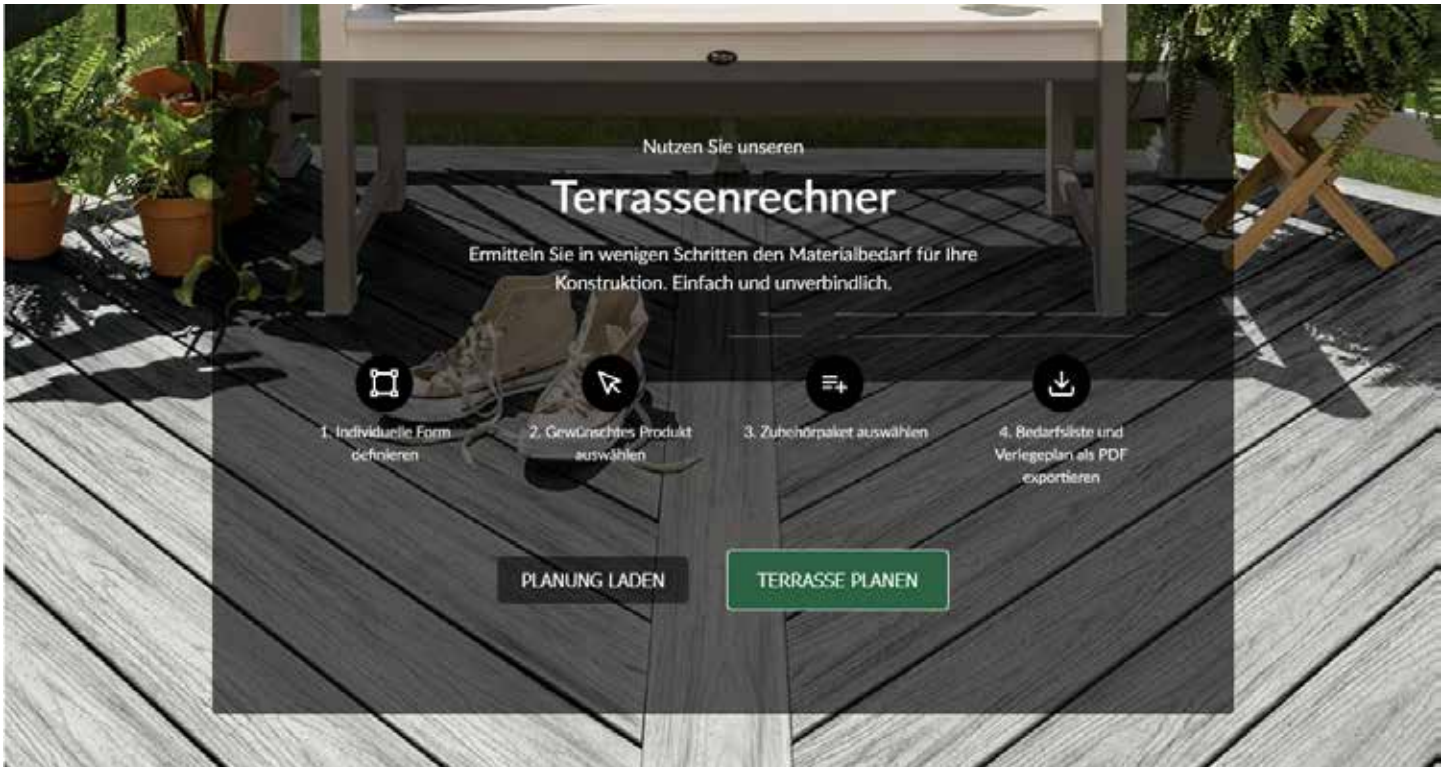 Nutzen Sie unseren
Terrassenrechner
Ermitteln Sie in wenigen Schritten den Materialbedarf für Ihre
Konstruktion. Einfach und unverbindlich.
1. Individuelle Form
definieren
2. Gewünschtes Produkt
auswählen
3. Zubehörpaket auswählen
4. Bedarfsliste und
Verlegeplan als PDF
exportieren
PLANUNG LADEN
TERRASSE PLANEN